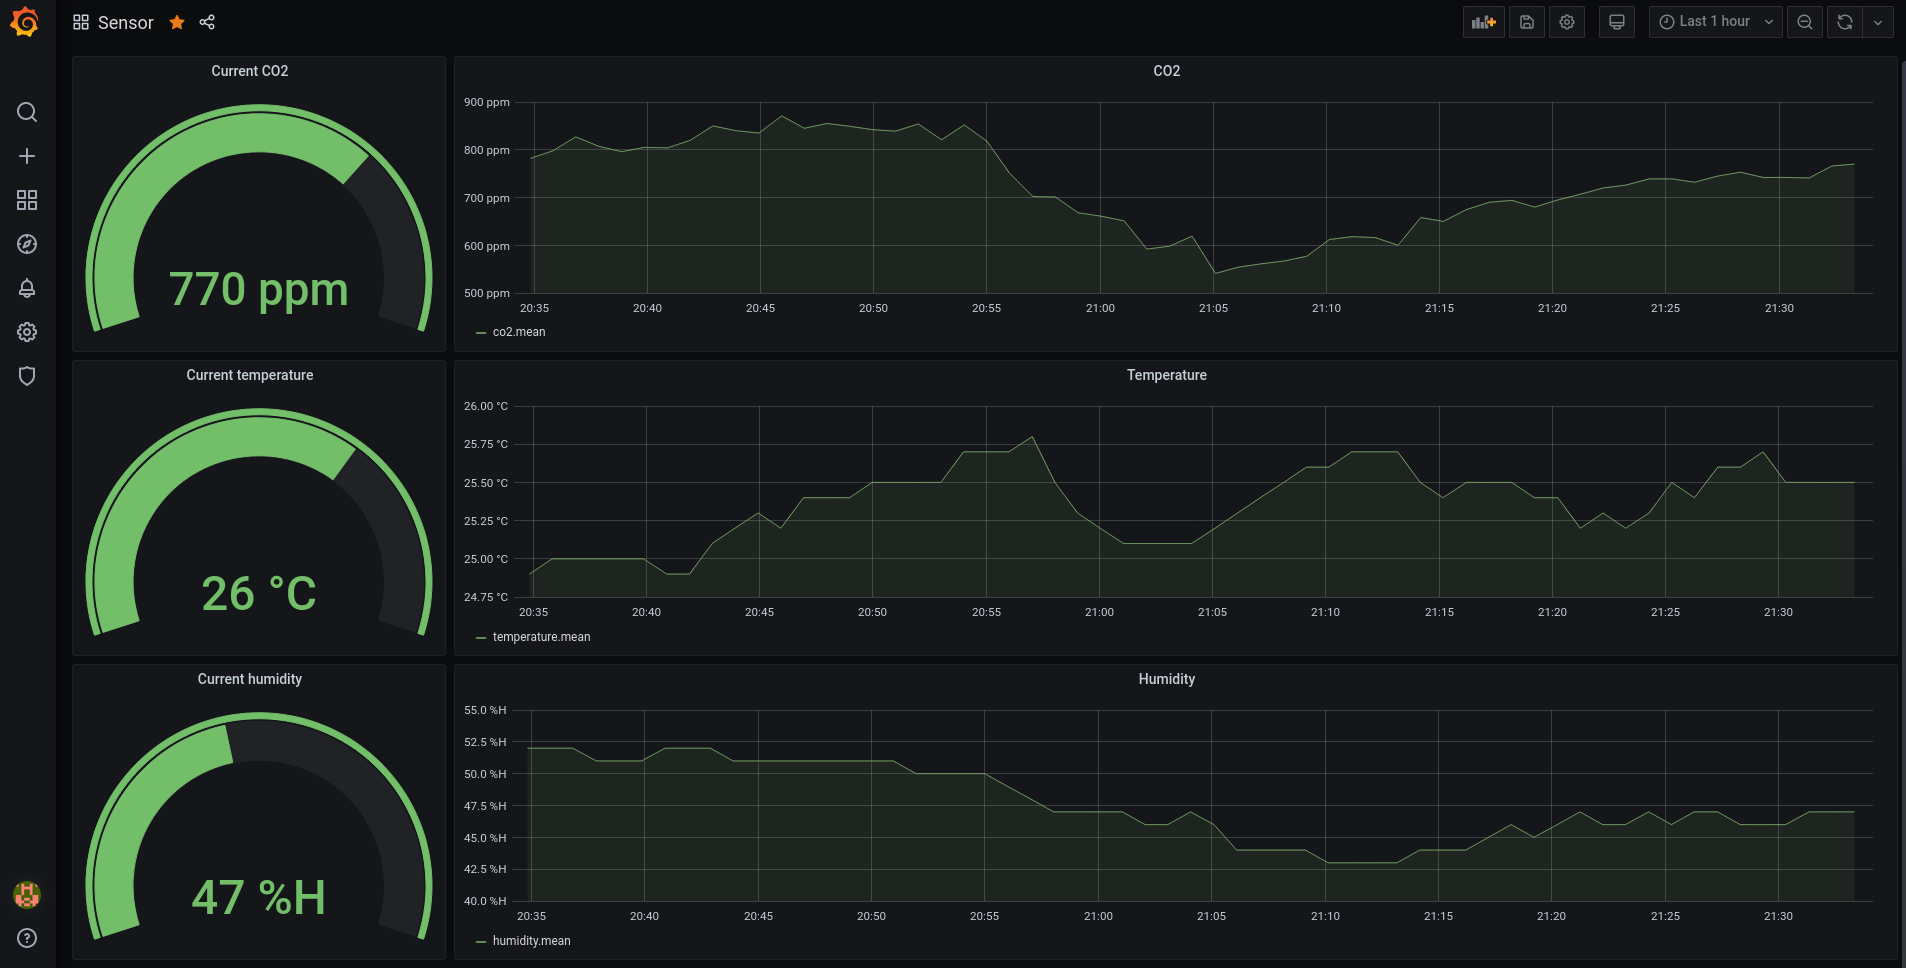 Sensor
Last 1 hour
Current CO2
770 ppm
CO2
900 ppm
800 ppm
700 ppm
600 ppm
500 ppm
20:35 20:40 20:45 20:50 20:55 21:00 21:05 21:10 21:15 21:20 21:25 21:30
co2.mean
Current temperature
26 °C
Temperature
26.00 °C
25.75 °C
25.50 °C
25.25 °C
25.00 °C
24.75 °C
20:35 20:40 20:45 20:50 20:55 21:00 21:05 21:10 21:15 21:20 21:25 21:30
temperature.mean
Current humidity
47 %H
Humidity
55.0 %H
52.5 %H
50.0 %H
47.5 %H
45.0 %H
42.5 %H
40.0 %H
20:35 20:40 20:45 20:50 20:55 21:00 21:05 21:10 21:15 21:20 21:25 21:30
humidity.mean